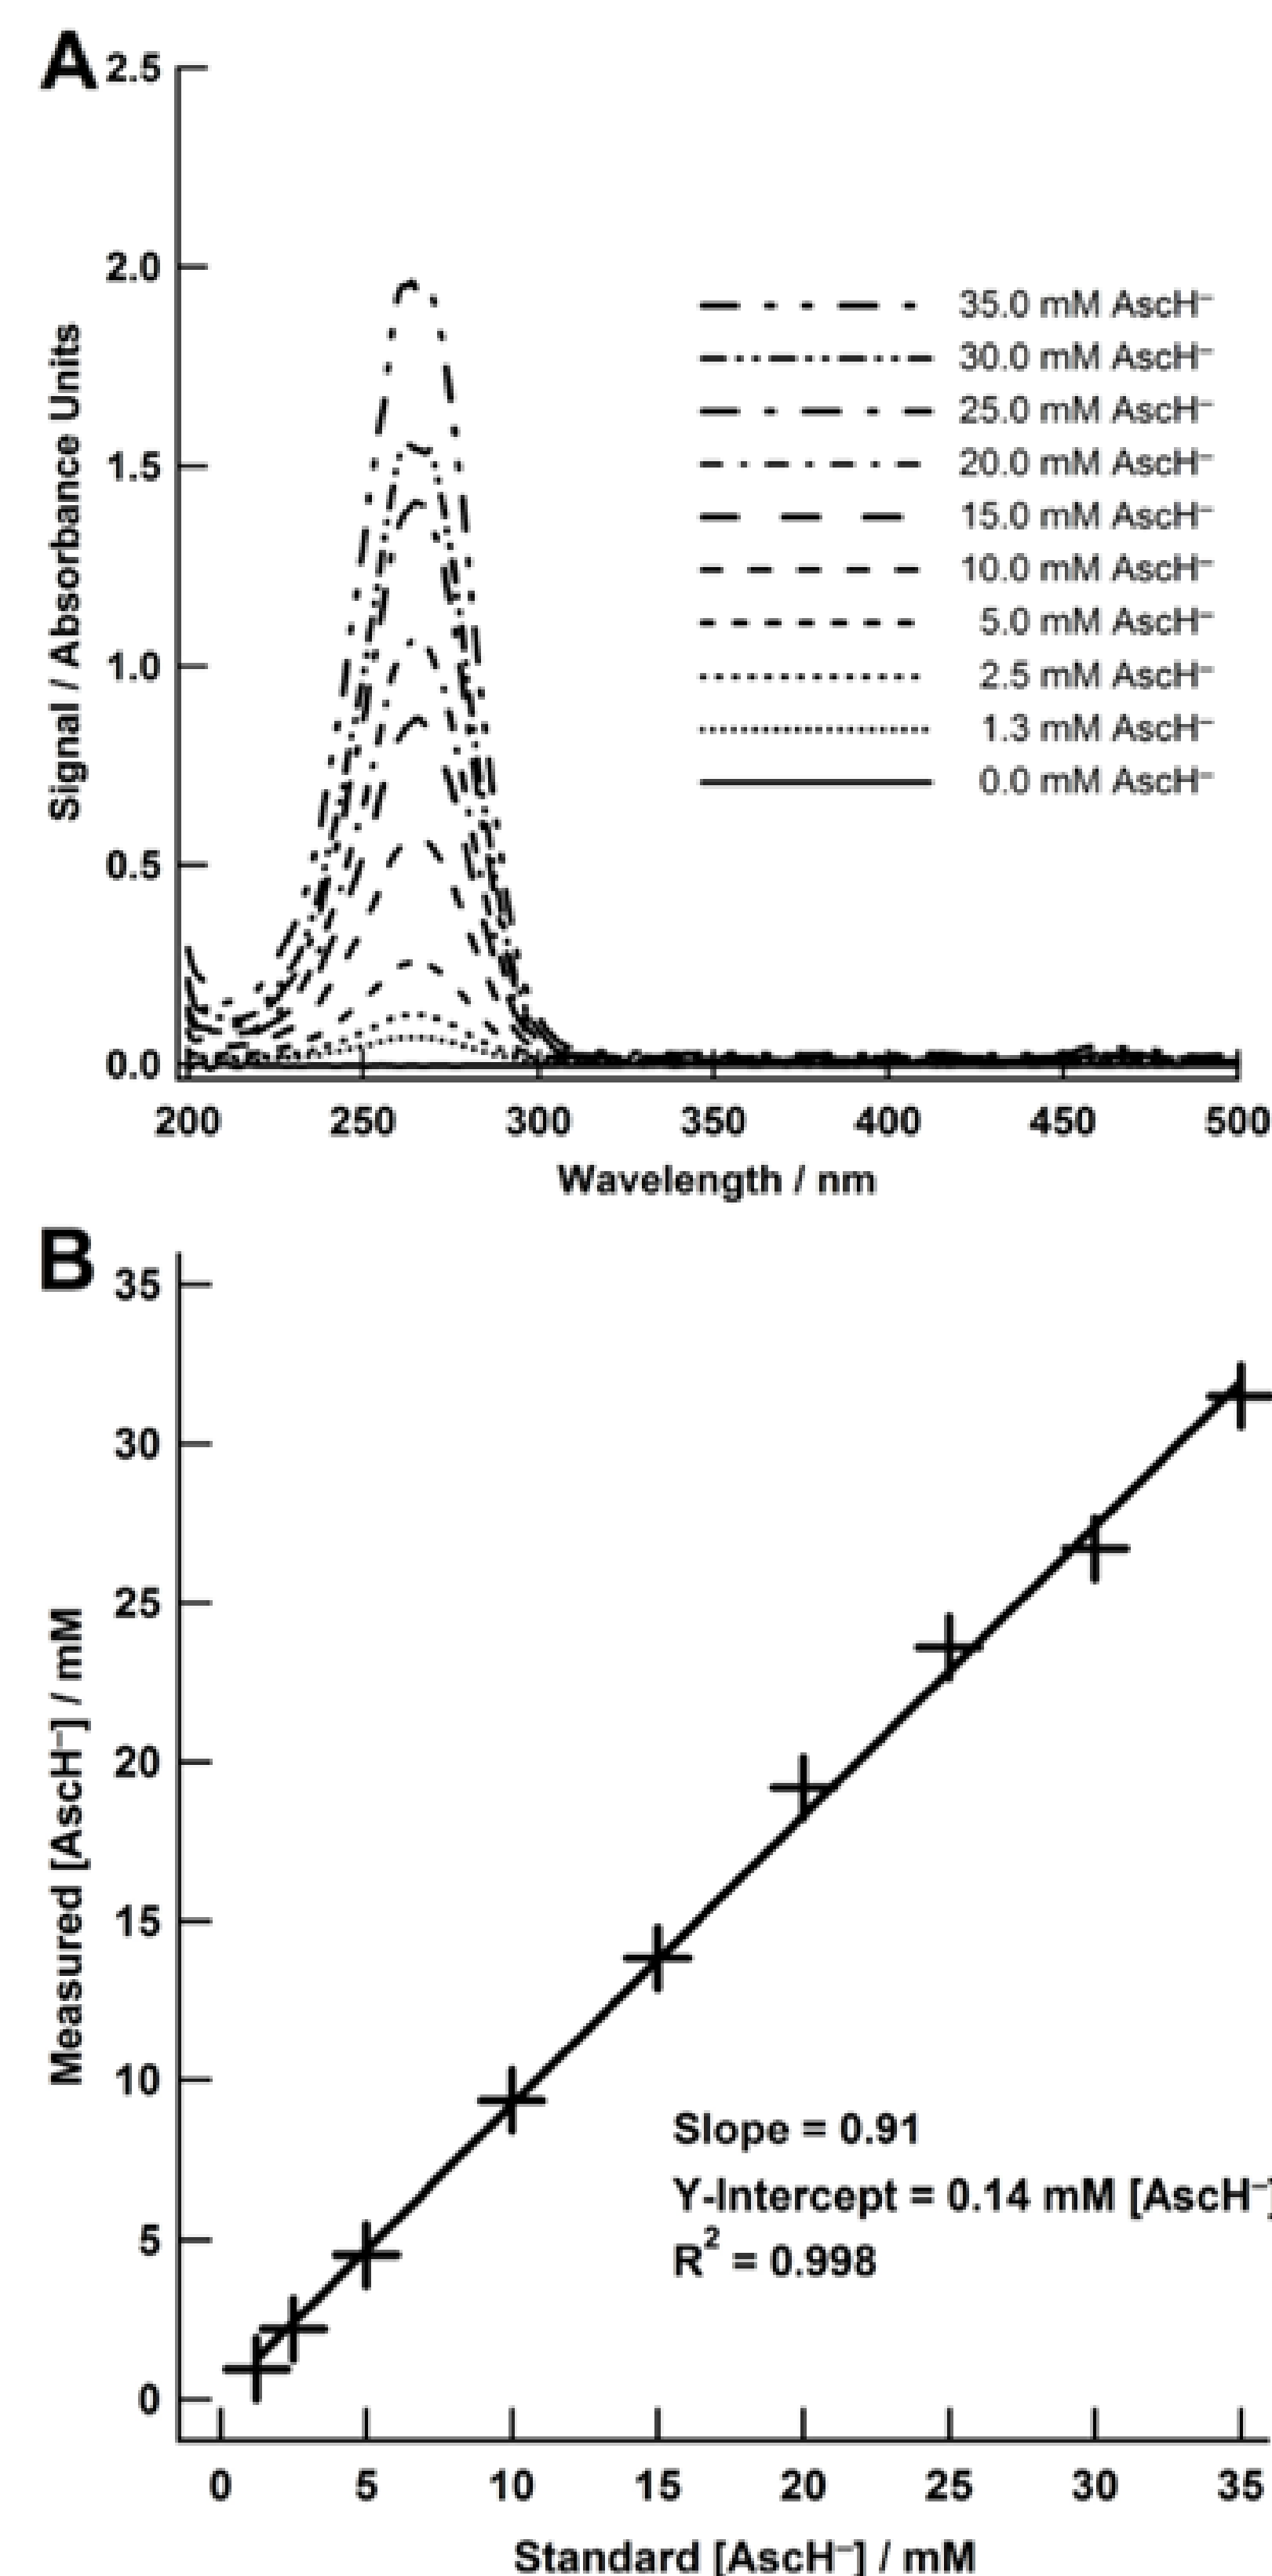 A
2.5
2.0
1.5
1.0
0.5
0.0
Signal / Absorbance Units
35.0 mM AscH⁻
30.0 mM AscH⁻
25.0 mM AscH⁻
20.0 mM AscH⁻
15.0 mM AscH⁻
10.0 mM AscH⁻
5.0 mM AscH⁻
2.5 mM AscH⁻
1.3 mM AscH⁻
0.0 mM AscH⁻
200 250 300 350 400 450 500
Wavelength / nm
B
35
30
25
20
15
10
5
0
Measured [AscH⁻] / mM
Slope = 0.91
Y-Intercept = 0.14 mM [AscH⁻]
R² = 0.998
0 5 10 15 20 25 30 35
Standard [AscH⁻] / mM